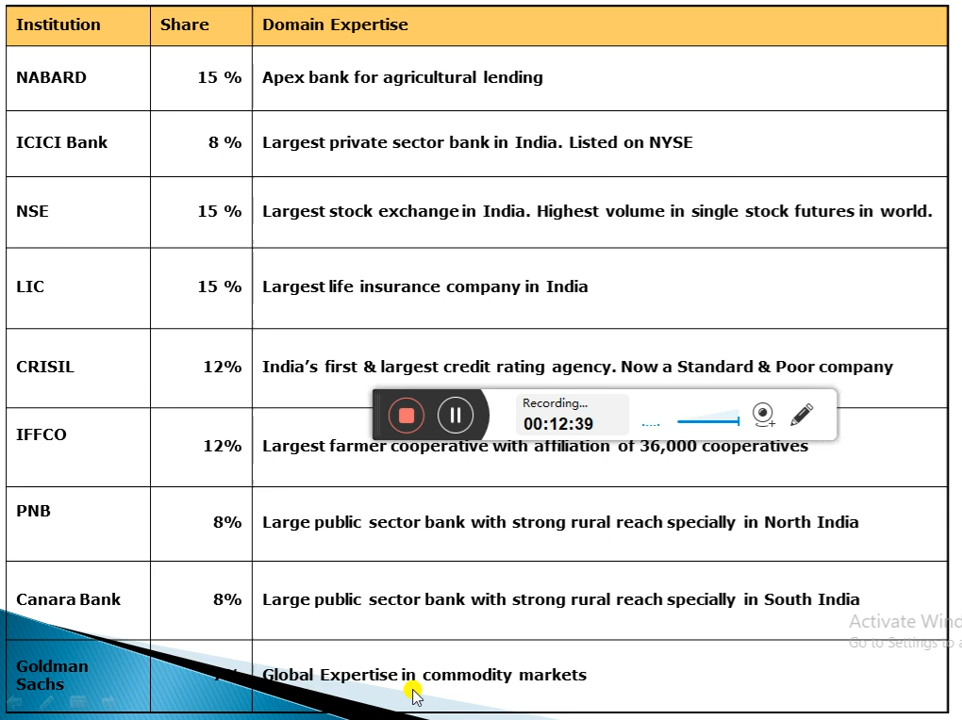 Institution Share Domain Expertise
NABARD 15 % Apex bank for agricultural lending
ICICI Bank 8 % Largest private sector bank in India. Listed on NYSE
NSE 15 % Largest stock exchange in India. Highest volume in single stock futures in world.
LIC 15 % Largest life insurance company in India
CRISIL 12% India’s first & largest credit rating agency. Now a Standard & Poor company
Recording...
00:12:39
IFFCO 12% Largest farmer cooperative with affiliation of 36,000 cooperatives
PNB 8% Large public sector bank with strong rural reach specially in North India
Canara Bank 8% Large public sector bank with strong rural reach specially in South India
Activate
Go to Settings to
Goldman
Sachs Global Expertise in commodity markets